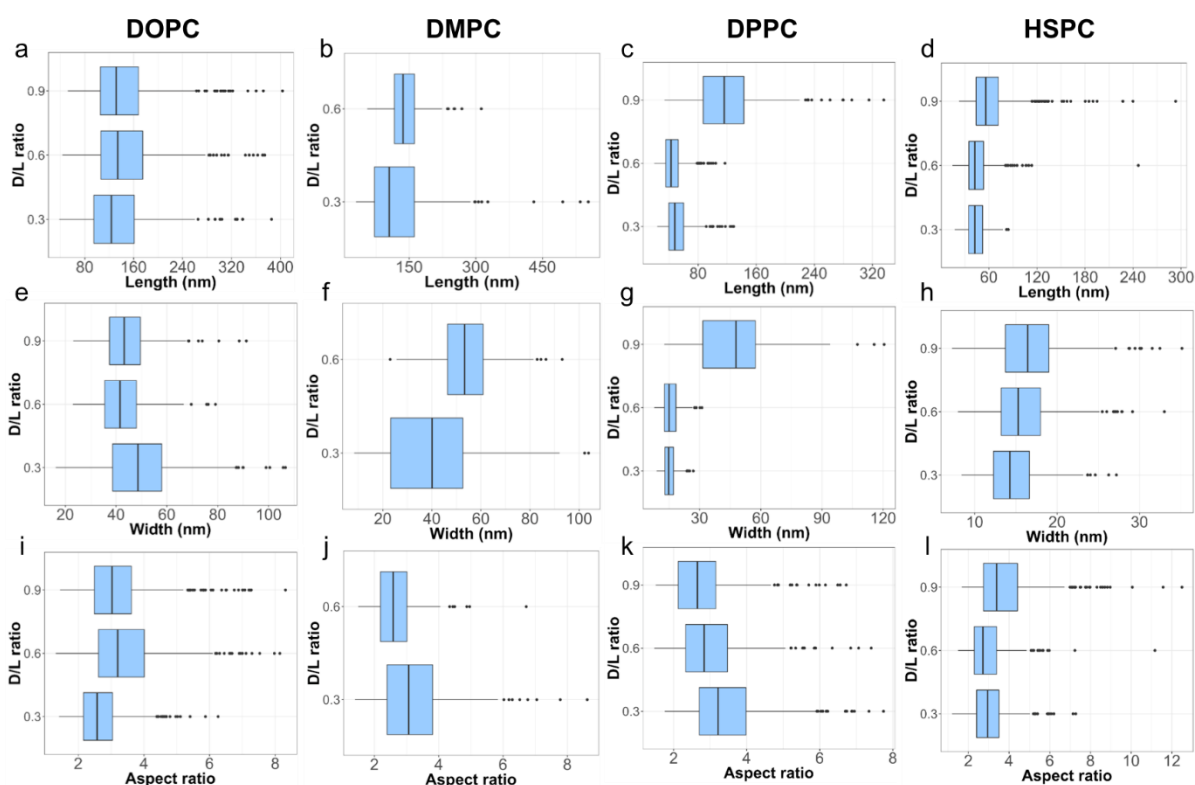 DOPC DMPC DPPC HSPC
a b c d
D/L ratio 0.9 0.6 0.3
80 160 240 320 400
Length (nm)
D/L ratio 0.6 0.3
150 300 450
Length (nm)
D/L ratio 0.9 0.6 0.3
80 160 240 320
Length (nm)
D/L ratio 0.9 0.6 0.3
60 120 180 240 300
Length (nm)
e f g h
D/L ratio 0.9 0.6 0.3
20 40 60 80 100
Width (nm)
D/L ratio 0.6 0.3
20 40 60 80 100
Width (nm)
D/L ratio 0.9 0.6 0.3
30 60 90 120
Width (nm)
D/L ratio 0.9 0.6 0.3
10 20 30
Width (nm)
i j k l
D/L ratio 0.9 0.6 0.3
2 4 6 8
Aspect ratio
D/L ratio 0.6 0.3
2 4 6 8
Aspect ratio
D/L ratio 0.9 0.6 0.3
2 4 6 8
Aspect ratio
D/L ratio 0.9 0.6 0.3
2 4 6 8 10 12
Aspect ratio